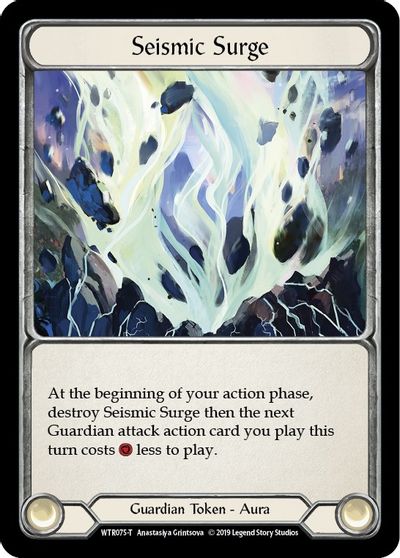 Seismic Surge
At the beginning of your action phase,
destroy Seismic Surge then the next
Guardian attack action card you play this
turn costs less to play.
Guardian Token - Aura
WTR075-T Anastasiya Grintsova © 2019 Legend Story Studios